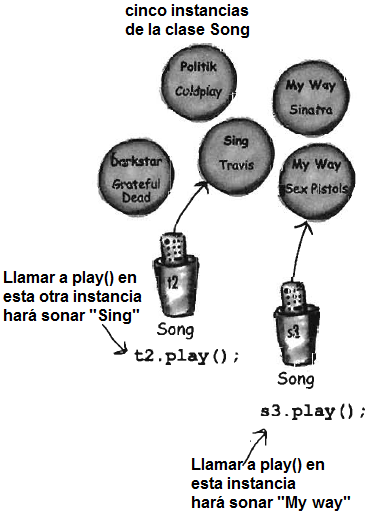 cinco instancias
de la clase Song
Politik
Coldplay
My Way
Sinatra
Sing
Travis
Darkstar
Grateful
Dead
My Way
Sex Pistols
t2
Llamar a play() en
esta otra instancia
hará sonar "Sing"
Song
t2.play();
s3
Song
s3.play();
Llamar a play() en
esta instancia
hará sonar "My way"